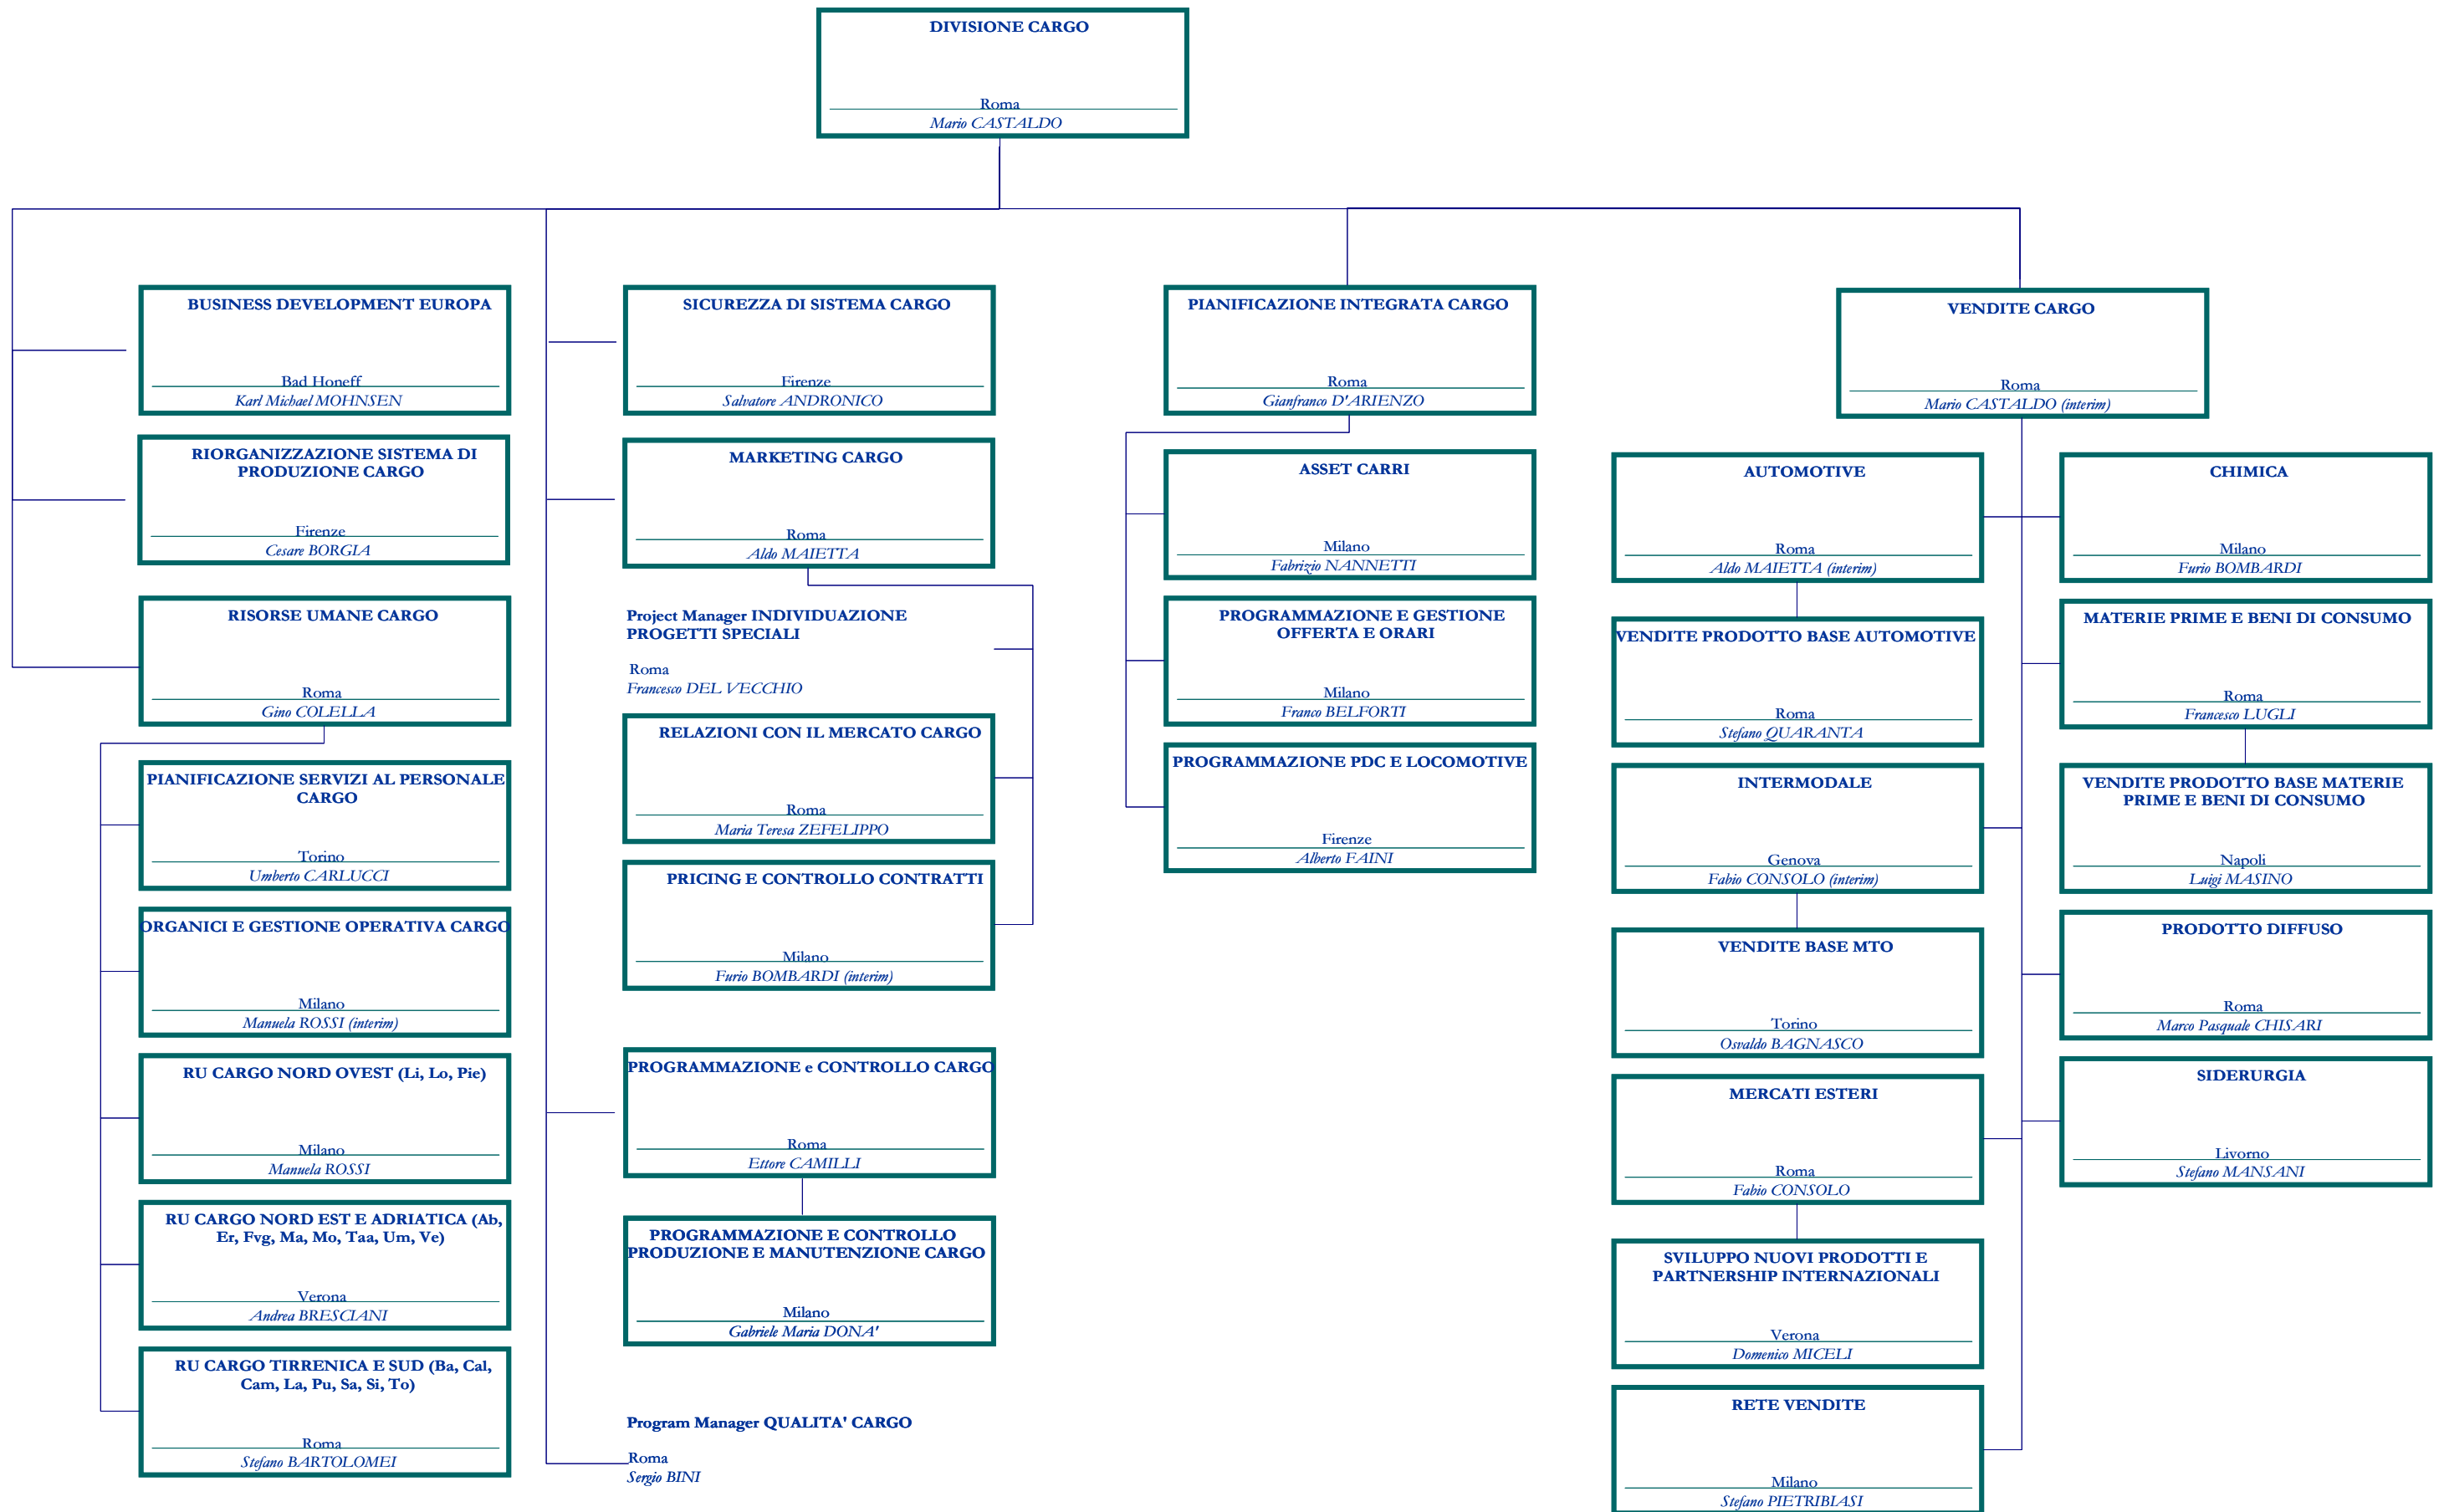 DIVISIONE CARGO
Roma
Mario CASTALDO
BUSINESS DEVELOPMENT EUROPA
Bad Honeff
Karl Michael MOHNSEN
RIORGANIZZAZIONE SISTEMA DI
PRODUZIONE CARGO
Firenze
Cesare BORGIA
RISORSE UMANE CARGO
Roma
Gino COLELLA
PIANIFICAZIONE SERVIZI AL PERSONALE
CARGO
Torino
Umberto CARLUCCI
ORGANICI E GESTIONE OPERATIVA CARGO
Milano
Manuela ROSSI (interim)
RU CARGO NORD OVEST (Li, Lo, Pie)
Milano
Manuela ROSSI
RU CARGO NORD EST E ADRIATICA (Ab,
Er, Fvg, Ma, Mo, Taa, Um, Ve)
Verona
Andrea BRESCIANI
RU CARGO TIRRENICA E SUD (Ba, Cal,
Cam, La, Pu, Sa, Si, To)
Roma
Stefano BARTOLOMEI
SICUREZZA DI SISTEMA CARGO
Firenze
Salvatore ANDRONICO
MARKETING CARGO
Roma
Aldo MAIETTA
Project Manager INDIVIDUAZIONE
PROGETTI SPECIALI
Roma
Francesco DEL VECCHIO
RELAZIONI CON IL MERCATO CARGO
Roma
Maria Teresa ZEFELIPPO
PRICING E CONTROLLO CONTRATTI
Milano
Furio BOMBARDI (interim)
PROGRAMMAZIONE e CONTROLLO CARGO
Roma
Ettore CAMILLI
PROGRAMMAZIONE E CONTROLLO
PRODUZIONE E MANUTENZIONE CARGO
Milano
Gabriele Maria DONA'
Program Manager QUALITA' CARGO
Roma
Sergio BINI
PIANIFICAZIONE INTEGRATA CARGO
Roma
Gianfranco D'ARIENZO
ASSET CARRI
Milano
Fabrizio NANNETTI
PROGRAMMAZIONE E GESTIONE
OFFERTA E ORARI
Milano
Franco BELFORTI
PROGRAMMAZIONE PDC E LOCOMOTIVE
Firenze
Alberto FAINI
VENDITE CARGO
Roma
Mario CASTALDO (interim)
AUTOMOTIVE
Roma
Aldo MAIETTA (interim)
VENDITE PRODOTTO BASE AUTOMOTIVE
Roma
Stefano QUARANTA
INTERMODALE
Genova
Fabio CONSOLO (interim)
VENDITE BASE MTO
Torino
Osvaldo BAGNASCO
MERCATI ESTERI
Roma
Fabio CONSOLO
SVILUPPO NUOVI PRODOTTI E
PARTNERSHIP INTERNAZIONALI
Verona
Domenico MICELI
RETE VENDITE
Milano
Stefano PIETRIBIASI
CHIMICA
Milano
Furio BOMBARDI
MATERIE PRIME E BENI DI CONSUMO
Roma
Francesco LUGLI
VENDITE PRODOTTO BASE MATERIE
PRIME E BENI DI CONSUMO
Napoli
Luigi MASINO
PRODOTTO DIFFUSO
Roma
Marco Pasquale CHISARI
SIDERURGIA
Livorno
Stefano MANSANI